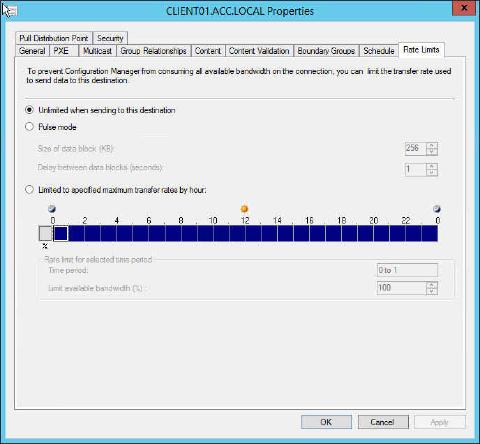 CLIENT01.ACC.LOCAL Properties
x
Pull Distribution Point Security
General PXE Multicast Group Relationships Content Content Validation Boundary Groups Schedule Rate Limits
To prevent Configuration Manager from consuming all available bandwidth on the connection, you can limit the transfer rate used
to send data to this destination.
Unlimited when sending to this destination
Pulse mode
Size of data block (KB): 256
Delay between data blocks (seconds): 1
Limited to specified maximum transfer rates by hour:
0 2 4 6 8 10 12 14 16 18 20 22 0
%
Rate limit for selected time period
Time period: 0 to 1
Limit available bandwidth (%) : 100
OK Cancel Apply